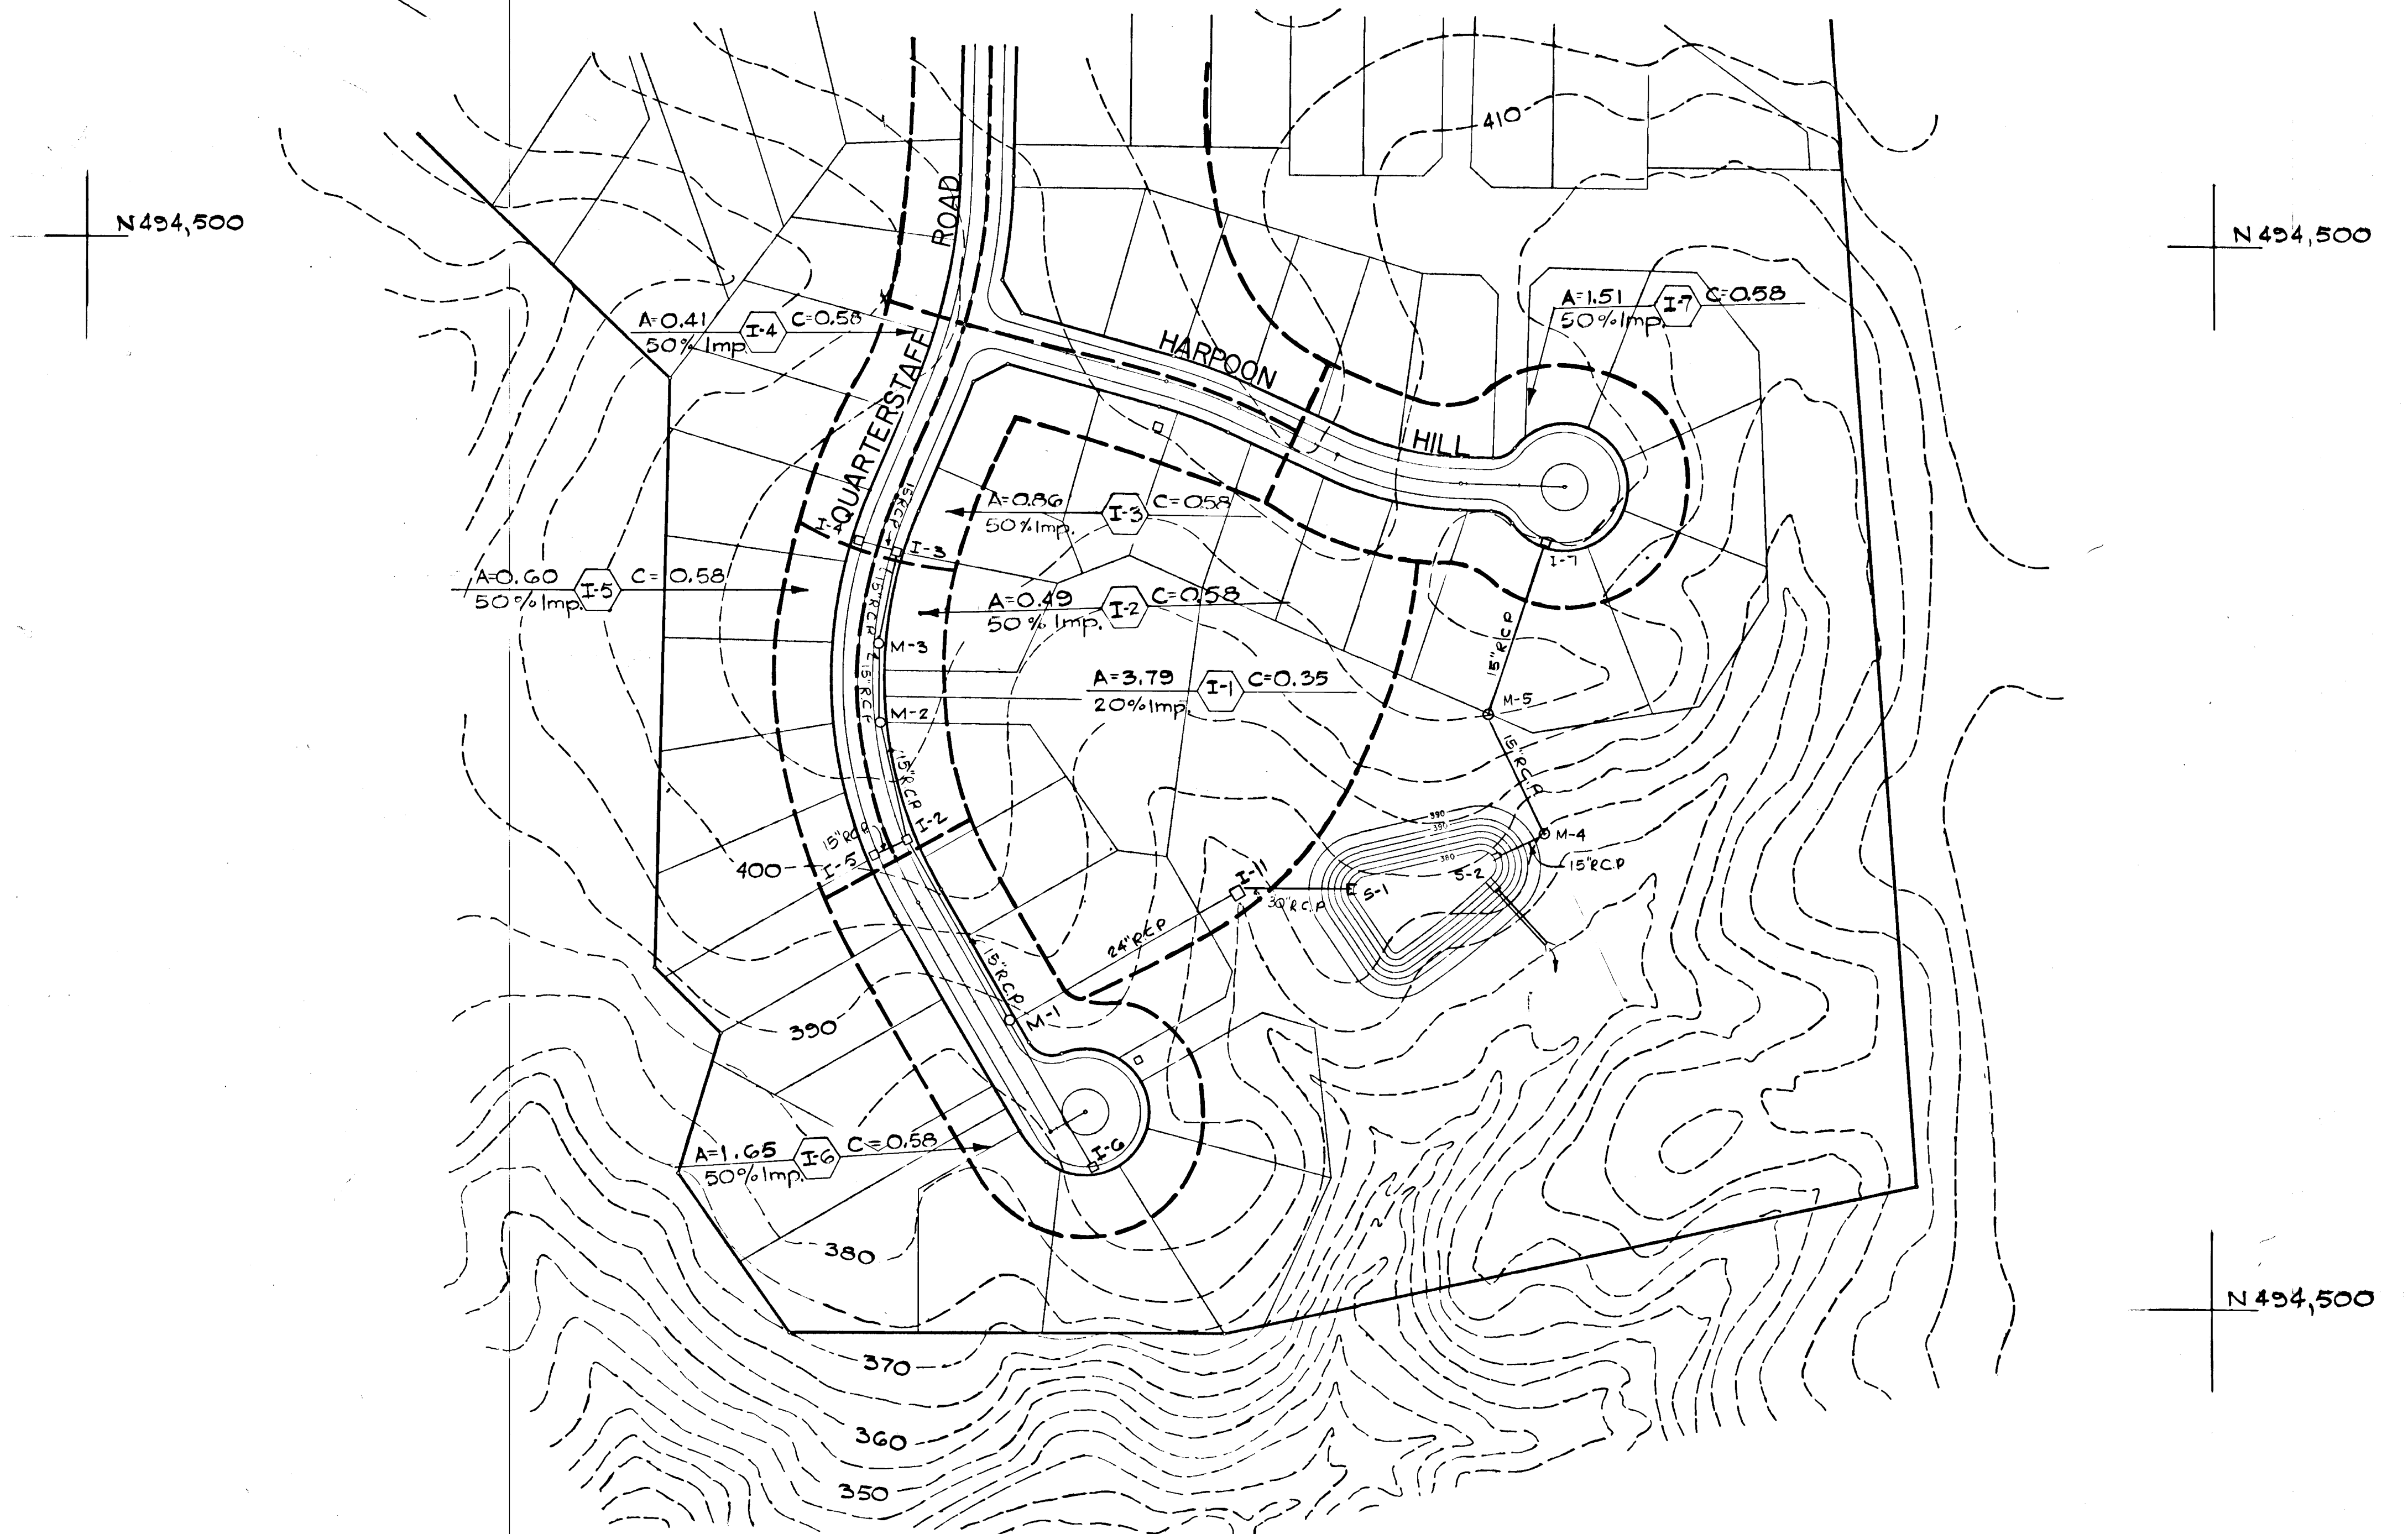 410
N494,500
N494,500
ROAD
A=0.41 I-4 C=0.58
50% Imp.
A=1.51 I-7 C=0.58
50% Imp.
HARPOON
HILL
QUARTERSTAFF
15"R.C.P.
A=0.86 I-3 C=0.58
50% Imp.
I-4
I-3
I-7
A=0.60 I-5 C=0.58
50% Imp.
15"R.C.P.
A=0.49 I-2 C=0.58
50% Imp.
M-3
15"R.C.P
15"R.C.P
A=3.79 I-1 C=0.35
20% Imp.
M-5
M-2
15"R.C.P
15"R.C.P
390
390
380
I-2
15"R.C.P
M-4
400
I-5
15"R.C.P
I-11
S-1
S-2
30"R.C.P
24"R.C.P
15"R.C.P
M-1
390
A=1.65 I-6 C=0.58
50% Imp.
I-6
380
N494,500
370
360
350